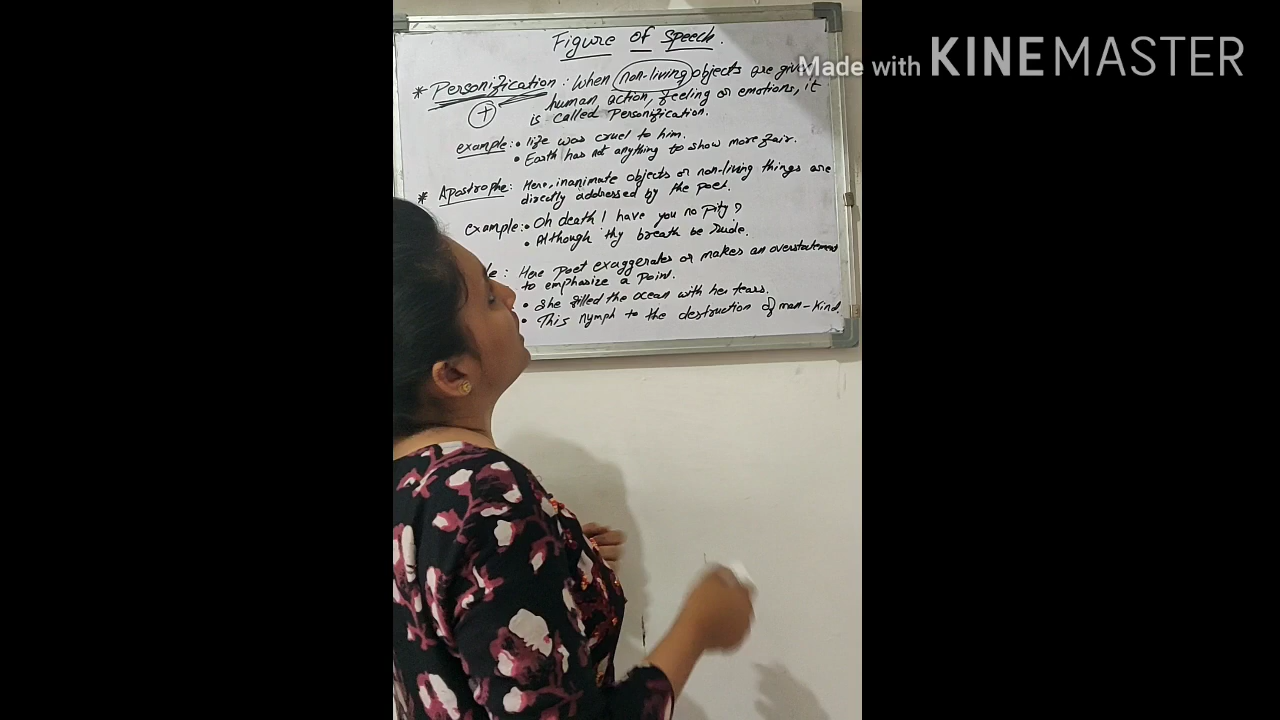 Made with KINEMASTER
Figure of Speech.
* Personification : When non-living objects are given
human action, feeling or emotions, it
is called Personification.
+
example: • life was cruel to him.
• Earth has not anything to show more fair.
* Apostrophe: Here, inanimate objects or non-living things are
directly addressed by the poet.
example: • Oh death! have you no pity?
• Although thy breath be rude.
le : Here poet exaggerates or makes an overstatement
to emphasize a point.
• She filled the ocean with her tears.
• This nymph to the destruction of man-kind.